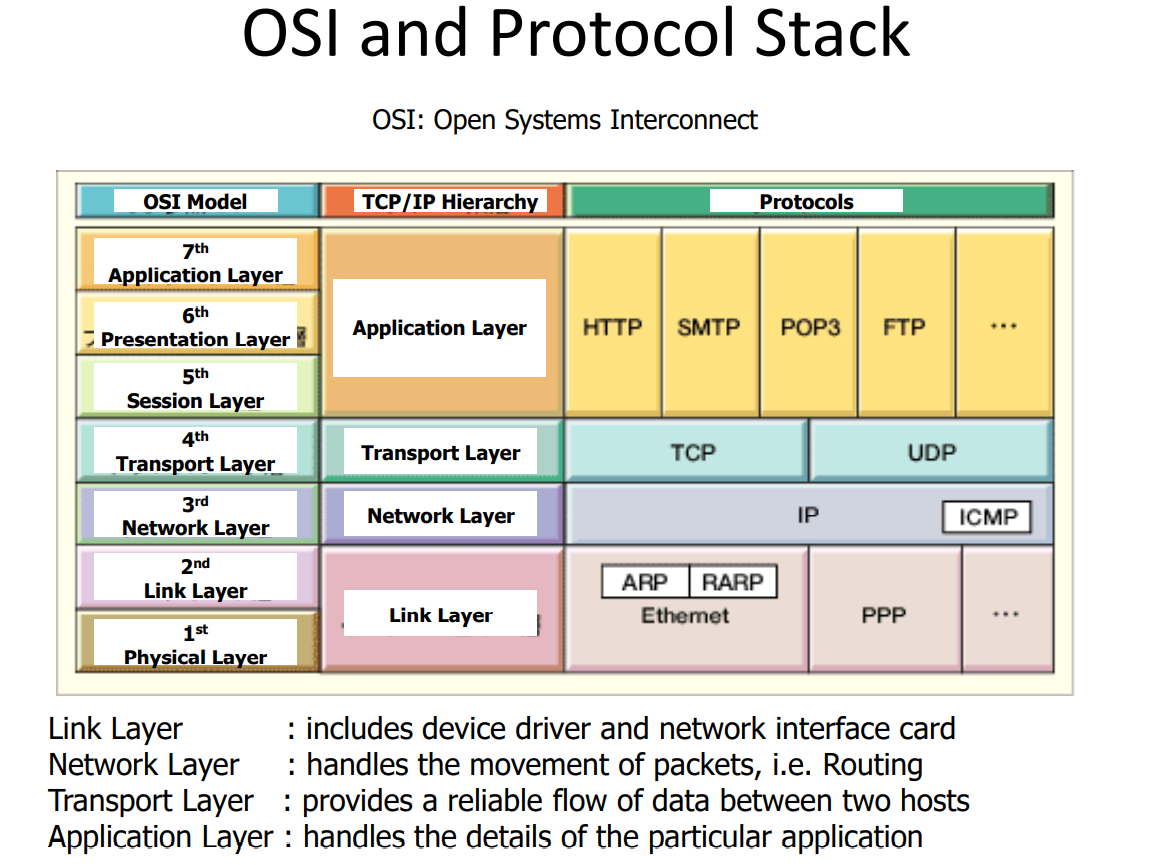 OSI and Protocol Stack
OSI: Open Systems Interconnect
OSI Model
TCP/IP Hierarchy
Protocols
7th
Application Layer
6th
Presentation Layer
5th
Session Layer
Application Layer
HTTP
SMTP
POP3
FTP
...
4th
Transport Layer
Transport Layer
TCP
UDP
3rd
Network Layer
Network Layer
IP
ICMP
2nd
Link Layer
1st
Physical Layer
Link Layer
ARP
RARP
Ethernet
PPP
...
Link Layer : includes device driver and network interface card
Network Layer : handles the movement of packets, i.e. Routing
Transport Layer : provides a reliable flow of data between two hosts
Application Layer : handles the details of the particular application